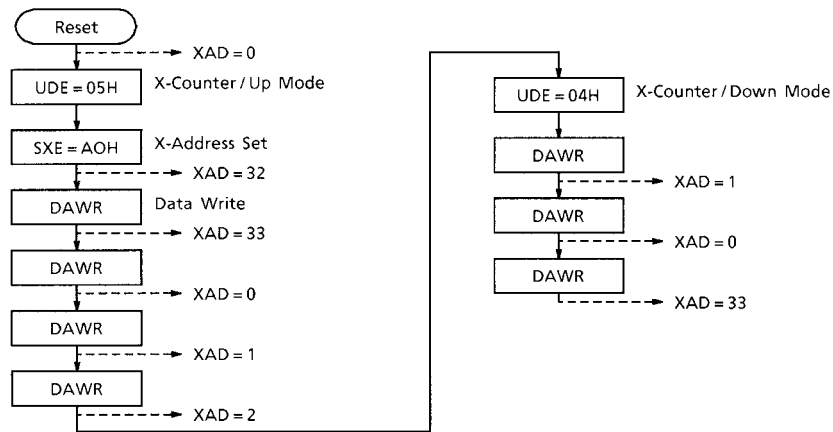 Reset
XAD = 0
UDE = 05H X-Counter / Up Mode
SXE = AOH X-Address Set
XAD = 32
DAWR Data Write
XAD = 33
DAWR
XAD = 0
DAWR
XAD = 1
DAWR
XAD = 2
UDE = 04H X-Counter / Down Mode
DAWR
XAD = 1
DAWR
XAD = 0
DAWR
XAD = 33